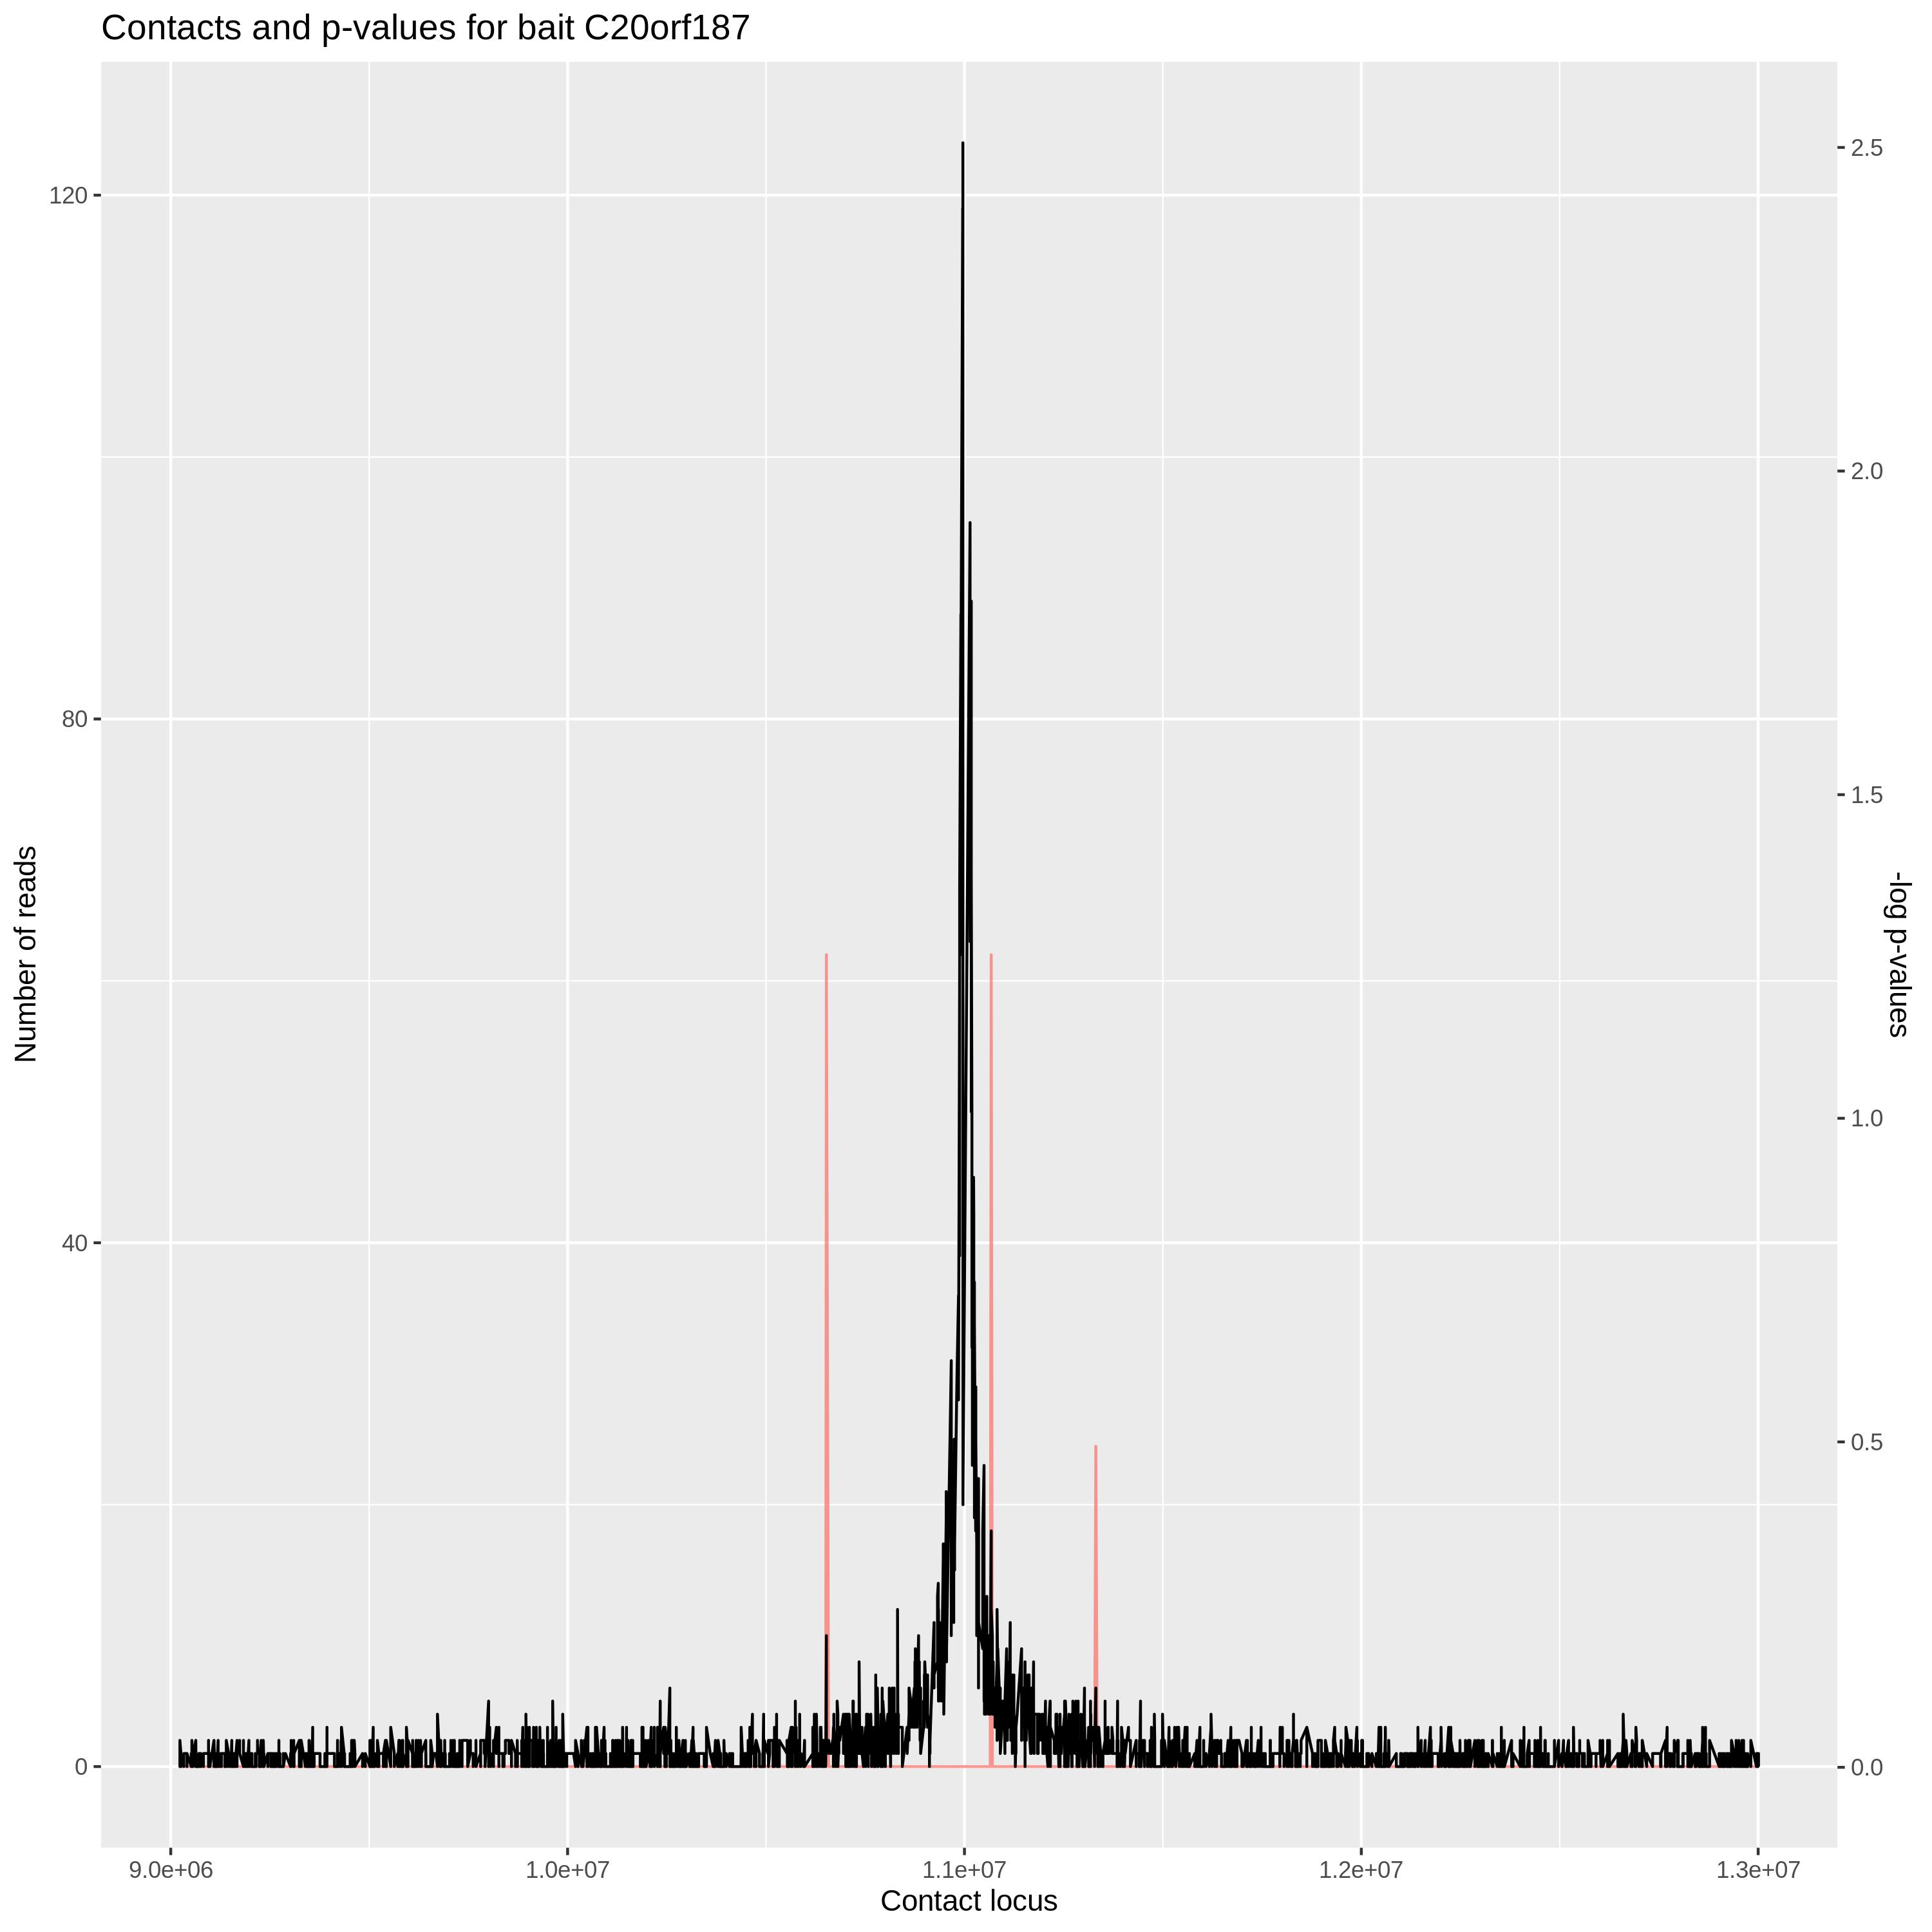 Contacts and p-values for bait C20orf187
120
80
40
0
Number of reads
2.5
2.0
1.5
1.0
0.5
0.0
-log p-values
9.0e+06
1.0e+07
1.1e+07
1.2e+07
1.3e+07
Contact locus